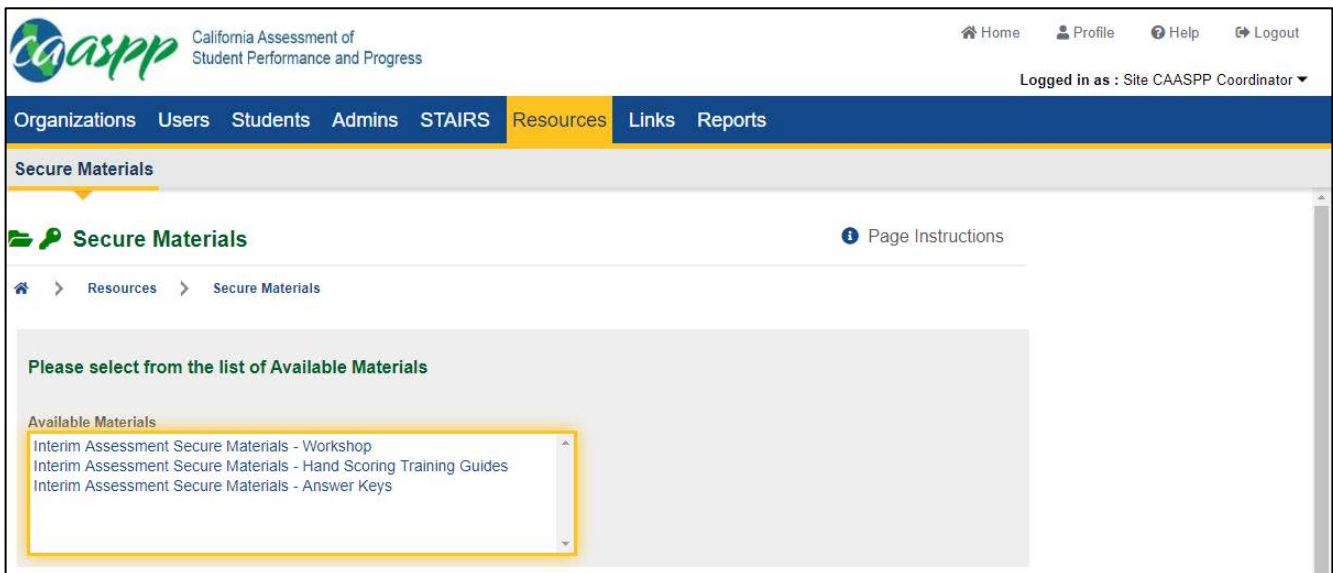 caaspp
California Assessment of
Student Performance and Progress
Home Profile Help Logout
Logged in as : Site CAASPP Coordinator
Organizations Users Students Admins STAIRS Resources Links Reports
Secure Materials
Secure Materials
Page Instructions
> Resources > Secure Materials
Please select from the list of Available Materials
Available Materials
Interim Assessment Secure Materials - Workshop
Interim Assessment Secure Materials - Hand Scoring Training Guides
Interim Assessment Secure Materials - Answer Keys